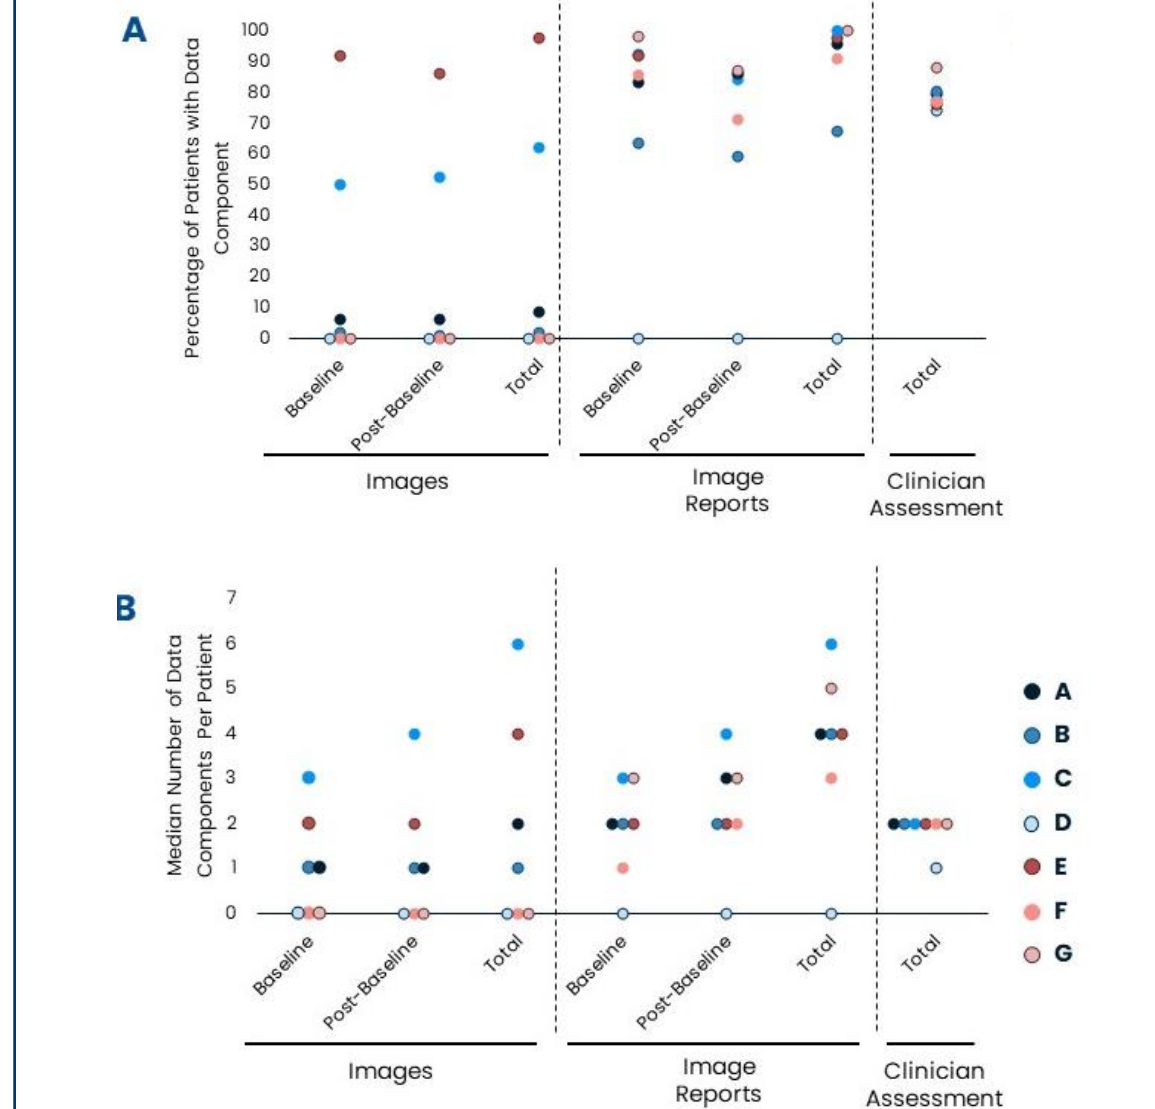 A
Percentage of Patients with Data
Component
100
90
80
70
60
50
40
30
20
10
0
Baseline
Post-Baseline
Total
Baseline
Post-Baseline
Total
Total
Images
Image
Reports
Clinician
Assessment
B
Median Number of Data
Components Per Patient
7
6
5
4
3
2
1
0
Baseline
Post-Baseline
Total
Baseline
Post-Baseline
Total
Total
Images
Image
Reports
Clinician
Assessment
A
B
C
D
E
F
G